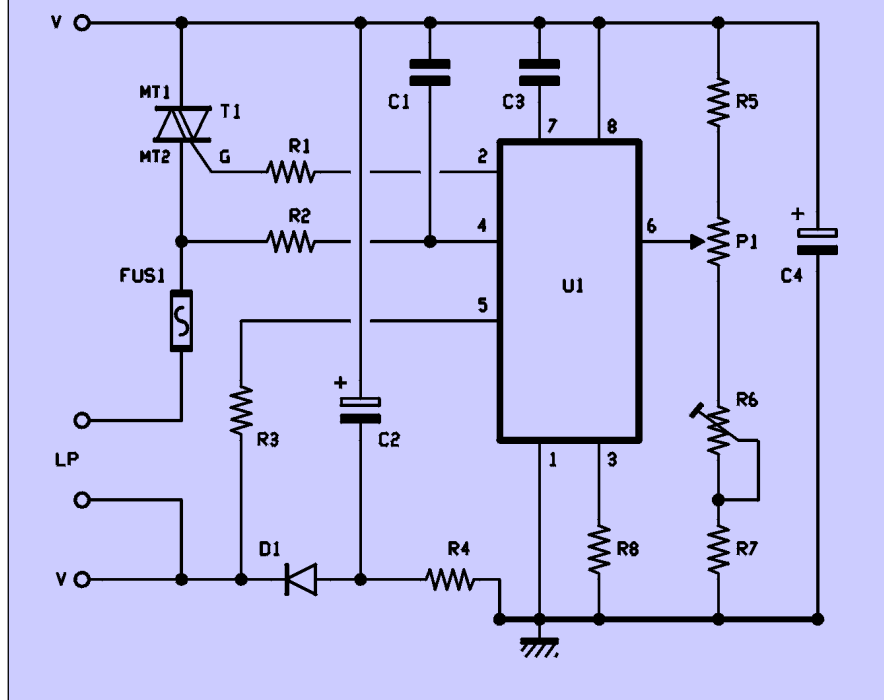 V
MT1
T1
C1
C3
R5
7
8
MT2
G
R1
2
R2
4
6
P1
+
FUS1
U1
C4
5
+
R3
C2
R6
LP
1
3
D1
R4
R8
R7
V